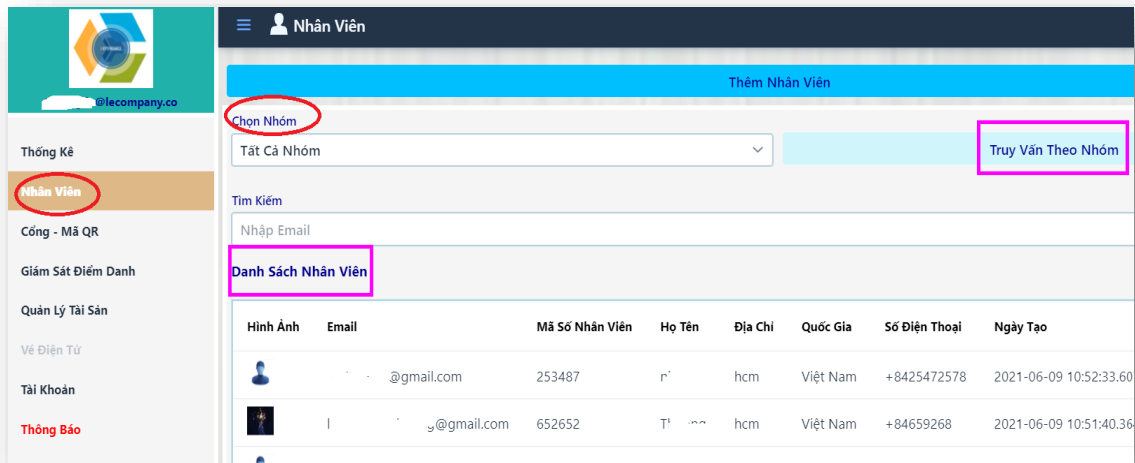 Nhân Viên
@lecompany.co
Thêm Nhân Viên
Chọn Nhóm
Tất Cả Nhóm
Truy Vấn Theo Nhóm
Thống Kê
Nhân Viên
Tìm Kiếm
Nhập Email
Cổng - Mã QR
Giám Sát Điểm Danh
Danh Sách Nhân Viên
Quản Lý Tài Sản
Vé Điện Tử
Tài Khoản
Thông Báo
Hình Ảnh Email Mã Số Nhân Viên Họ Tên Địa Chỉ Quốc Gia Số Điện Thoại Ngày Tạo
@gmail.com 253487 hcm Việt Nam +8425472578 2021-06-09 10:52:33.60
@gmail.com 652652 hcm Việt Nam +84659268 2021-06-09 10:51:40.36